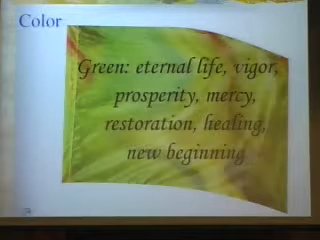 Color
Green: eternal life, vigor,
prosperity, mercy,
restoration, healing,
new beginning